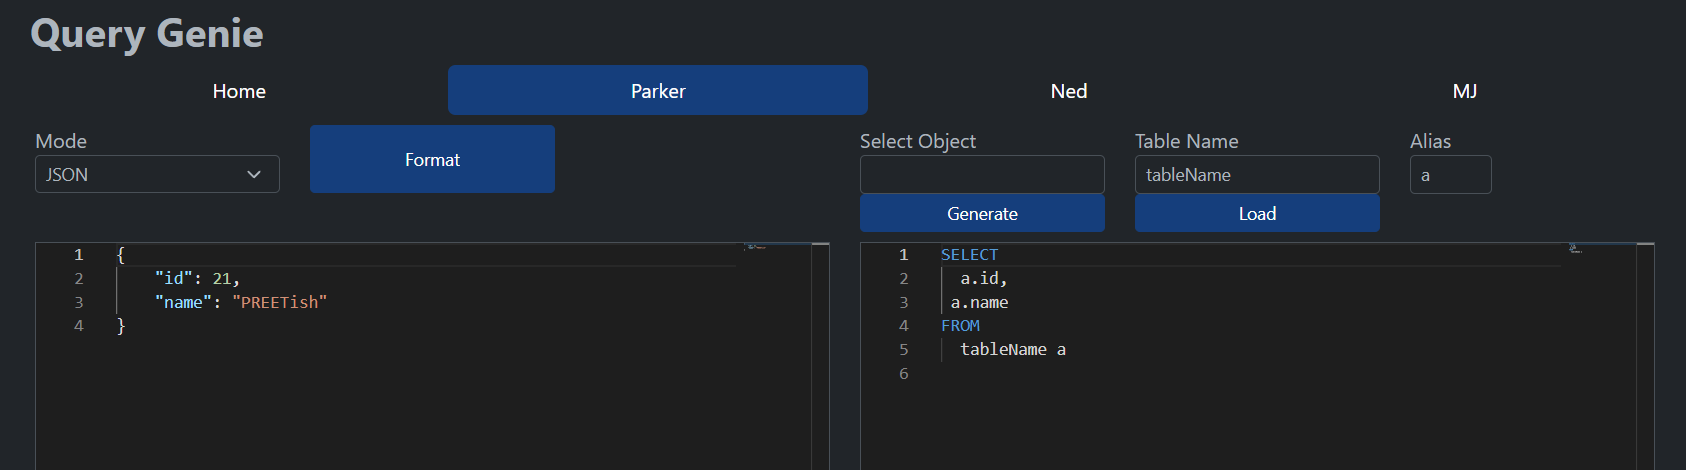 Query Genie
Home Parker Ned MJ
Mode
JSON
Format
Select Object
Generate
Table Name
tableName
Load
Alias
a
1 {
2 "id": 21,
3 "name": "PREETish"
4 }
1 SELECT
2 a.id,
3 a.name
4 FROM
5 tableName a
6